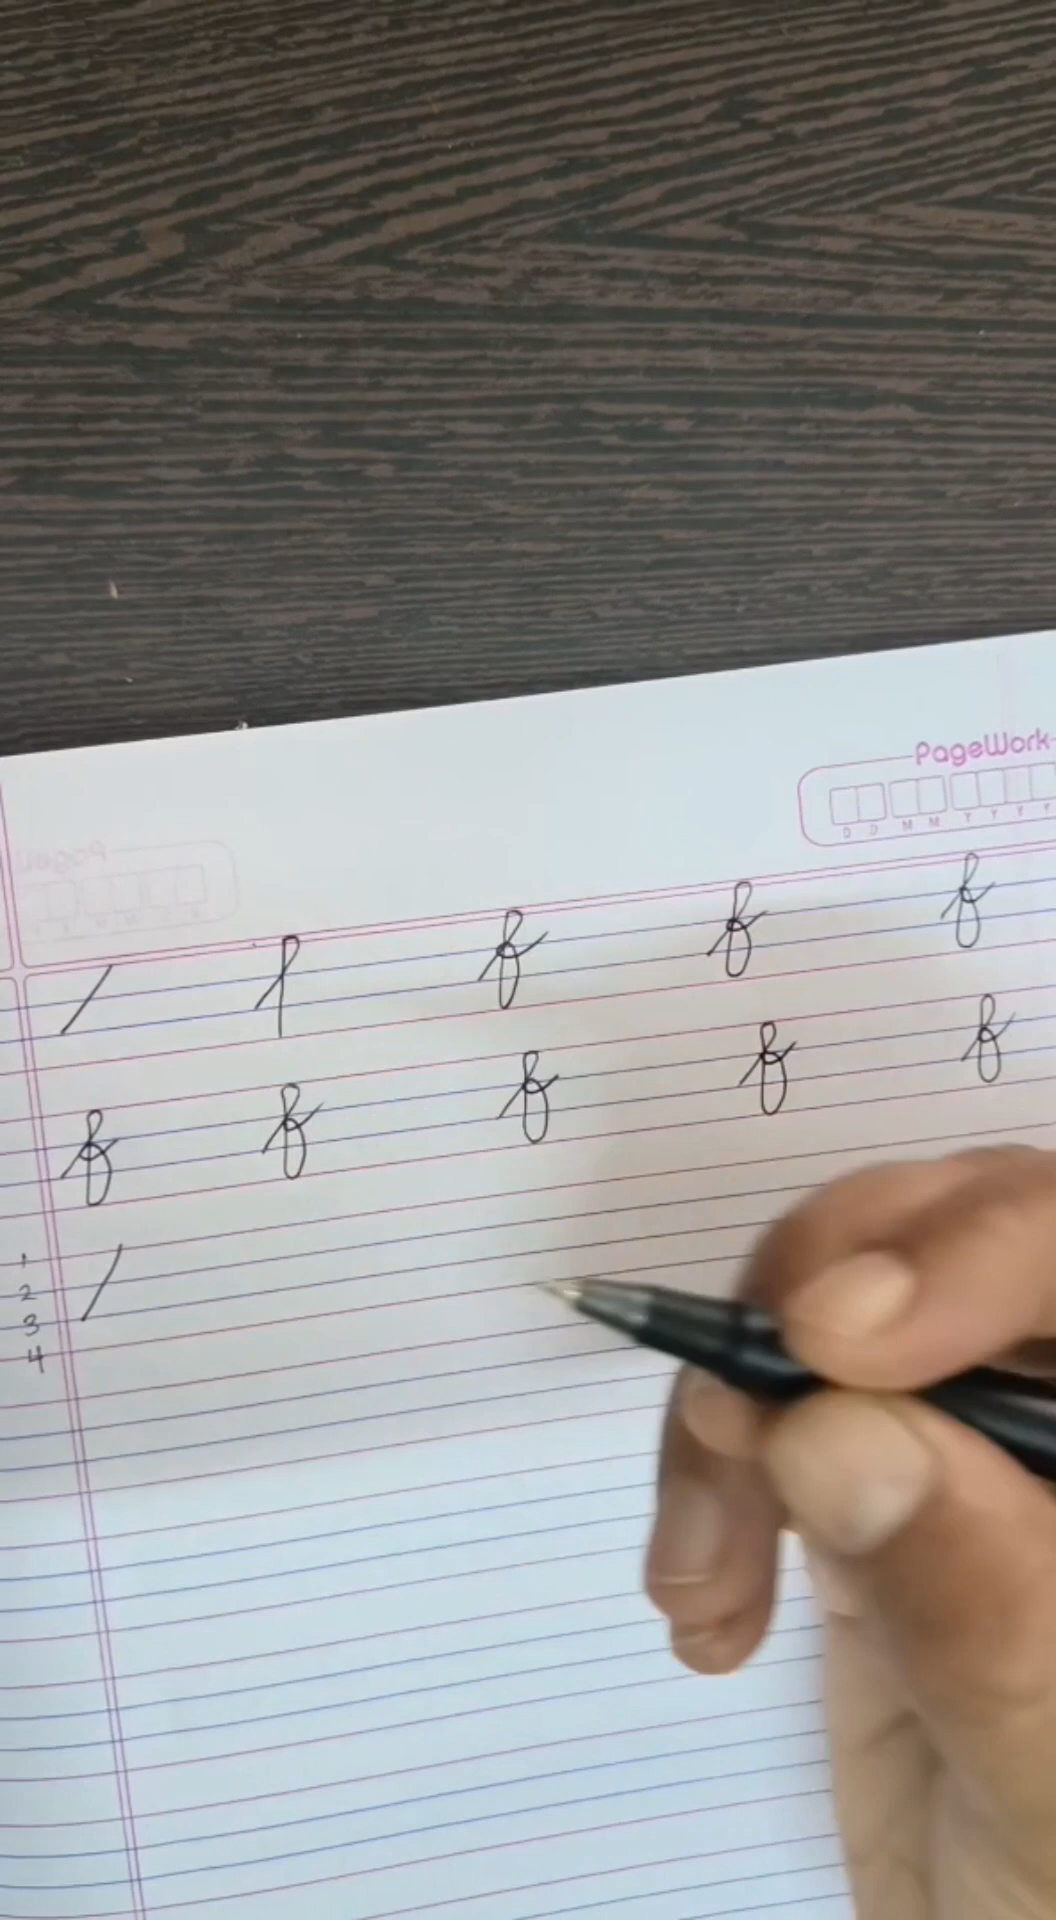 PageWork
D D M M Y Y Y Y
/ f f f f
f f f f f
1
2
3
4